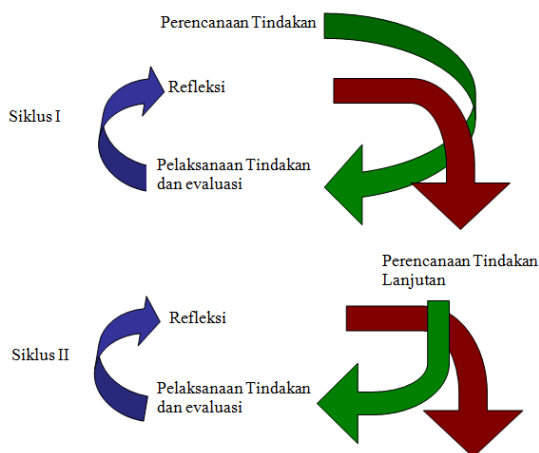 Perencanaan Tindakan
Refleksi
Siklus I
Pelaksanaan Tindakan
dan evaluasi
Perencanaan Tindakan
Lanjutan
Refleksi
Siklus II
Pelaksanaan Tindakan
dan evaluasi